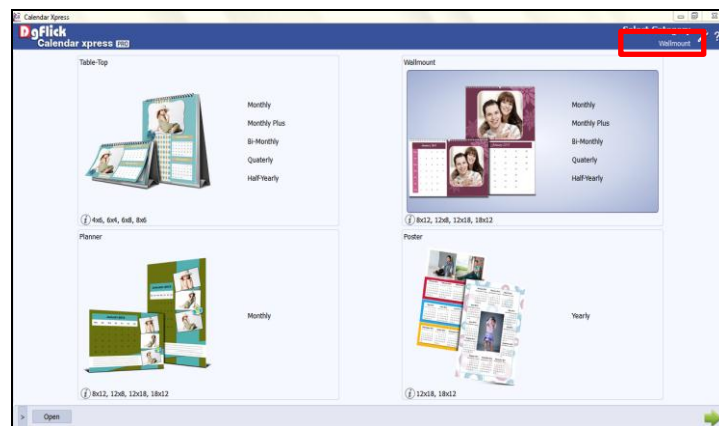 Calendar Xpress
DgFlick
Calendar xpress PRO
Select Category
Wallmount
?
Table-Top
Monthly
Monthly Plus
Bi-Monthly
Quaterly
Half-Yearly
4x6, 6x4, 6x8, 8x6
Wallmount
Monthly
Monthly Plus
Bi-Monthly
Quaterly
Half-Yearly
8x12, 12x8, 12x18, 18x12
Planner
Monthly
8x12, 12x8, 12x18, 18x12
Poster
Yearly
12x18, 18x12
> Open